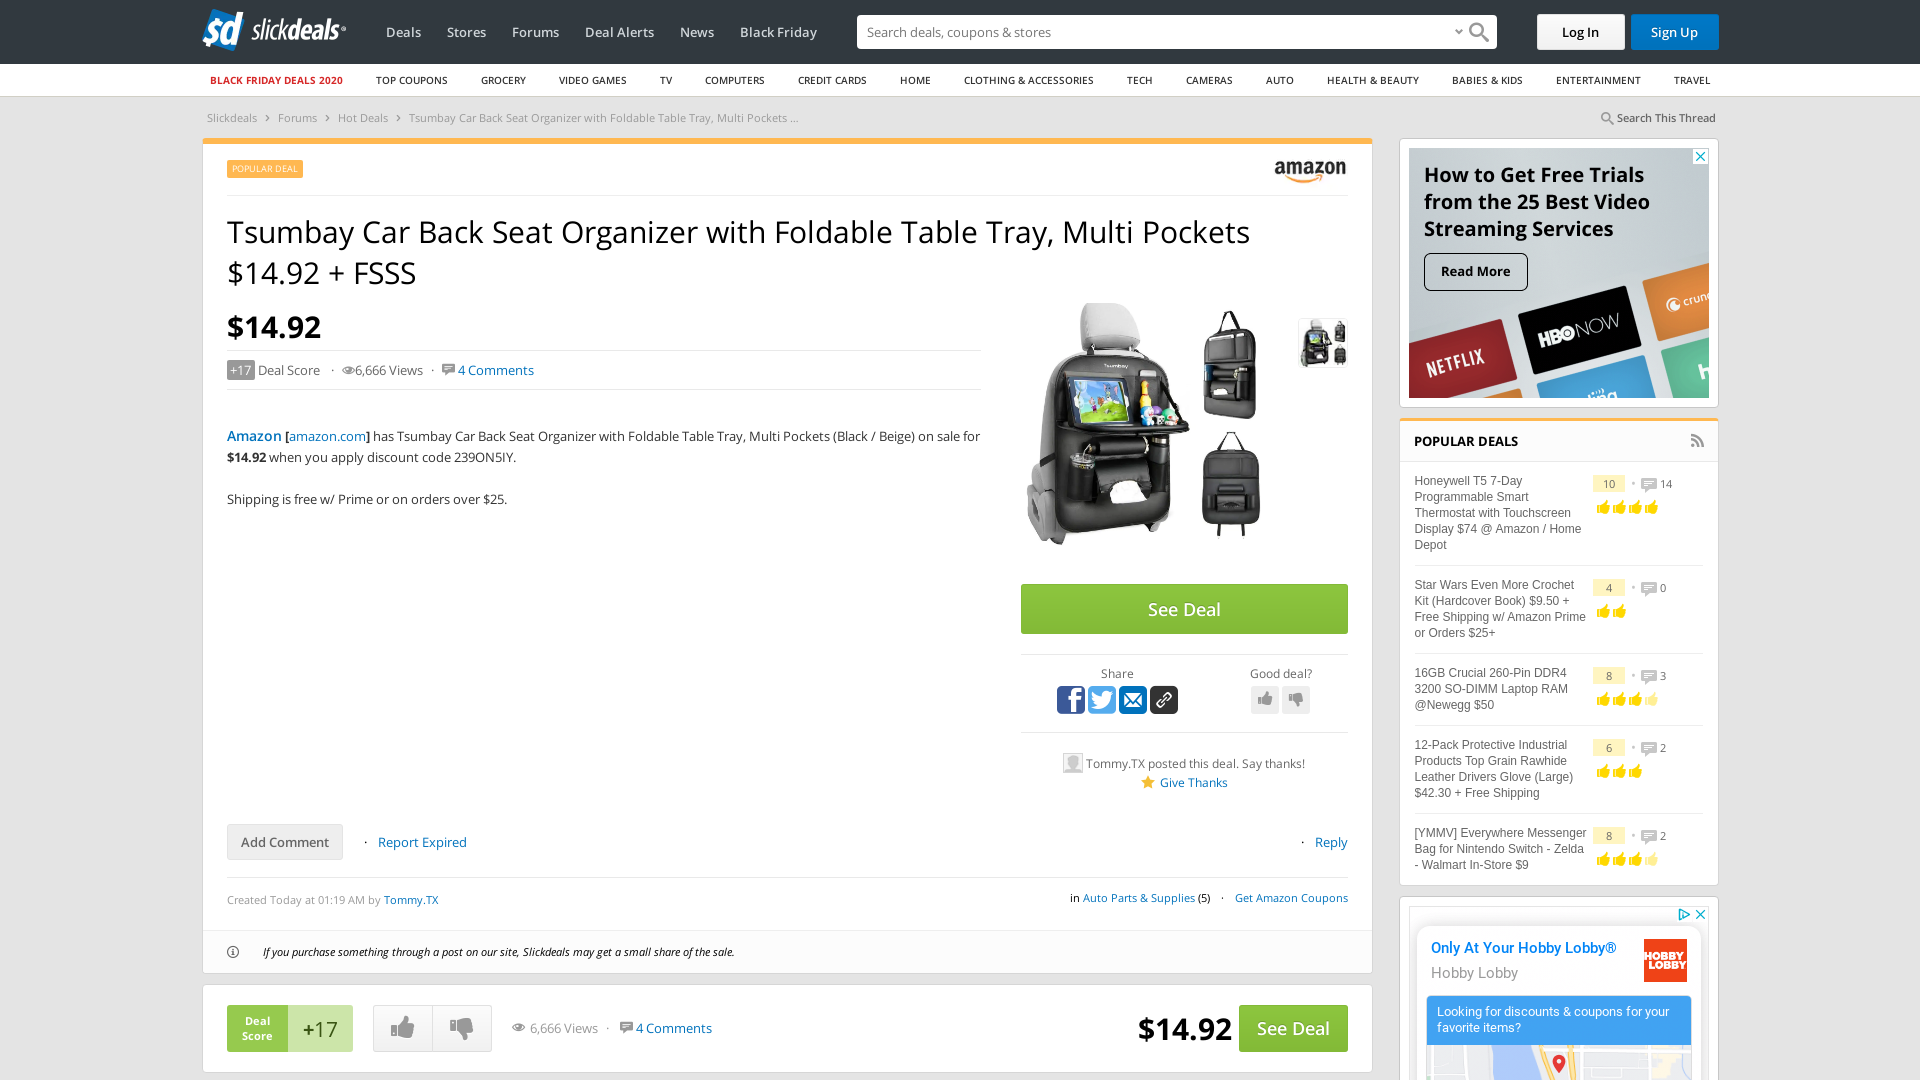 sd slickdeals®
Deals Stores Forums Deal Alerts News Black Friday
Search deals, coupons & stores
Log In
Sign Up
BLACK FRIDAY DEALS 2020 TOP COUPONS GROCERY VIDEO GAMES TV COMPUTERS CREDIT CARDS HOME CLOTHING & ACCESSORIES TECH CAMERAS AUTO HEALTH & BEAUTY BABIES & KIDS ENTERTAINMENT TRAVEL
Slickdeals › Forums › Hot Deals › Tsumbay Car Back Seat Organizer with Foldable Table Tray, Multi Pockets ...
Search This Thread
POPULAR DEAL
amazon
Tsumbay Car Back Seat Organizer with Foldable Table Tray, Multi Pockets
$14.92 + FSSS
$14.92
+17 Deal Score · 6,666 Views · 4 Comments
Amazon [amazon.com] has Tsumbay Car Back Seat Organizer with Foldable Table Tray, Multi Pockets (Black / Beige) on sale for
$14.92 when you apply discount code 239ON5IY.
Shipping is free w/ Prime or on orders over $25.
Tsumbay
See Deal
Share
Good deal?
Tommy.TX posted this deal. Say thanks!
Give Thanks
Add Comment · Report Expired
· Reply
Created Today at 01:19 AM by Tommy.TX
in Auto Parts & Supplies (5) · Get Amazon Coupons
If you purchase something through a post on our site, Slickdeals may get a small share of the sale.
Deal
Score
+17
6,666 Views · 4 Comments
$14.92
See Deal
How to Get Free Trials
from the 25 Best Video
Streaming Services
Read More
NETFLIX
HBO NOW
crunc
h
ling
POPULAR DEALS
Honeywell T5 7-Day
Programmable Smart
Thermostat with Touchscreen
Display $74 @ Amazon / Home
Depot
10 • 14
Star Wars Even More Crochet
Kit (Hardcover Book) $9.50 +
Free Shipping w/ Amazon Prime
or Orders $25+
4 • 0
16GB Crucial 260-Pin DDR4
3200 SO-DIMM Laptop RAM
@Newegg $50
8 • 3
12-Pack Protective Industrial
Products Top Grain Rawhide
Leather Drivers Glove (Large)
$42.30 + Free Shipping
6 • 2
[YMMV] Everywhere Messenger
Bag for Nintendo Switch - Zelda
- Walmart In-Store $9
8 • 2
Only At Your Hobby Lobby®
Hobby Lobby
HOBBY
LOBBY
Looking for discounts & coupons for your
favorite items?